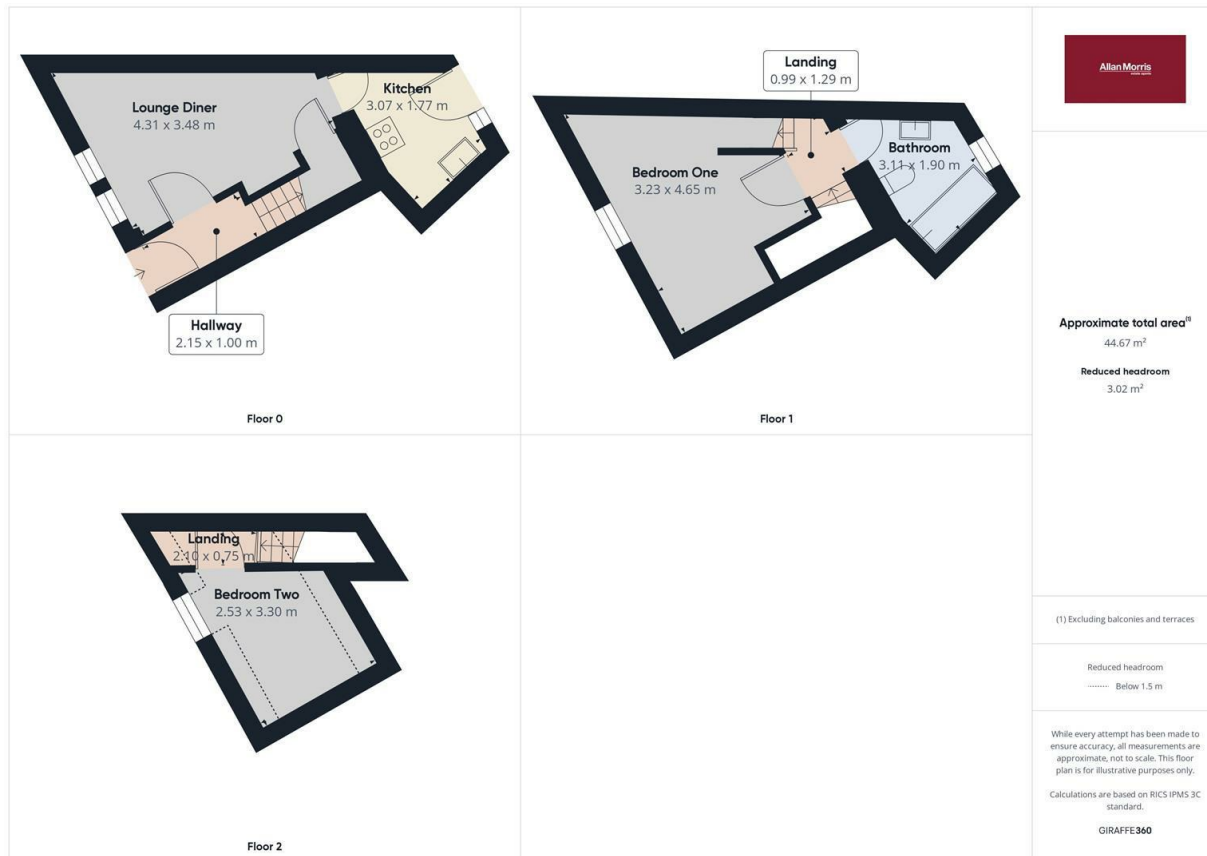 Lounge Diner
4.31 x 3.48 m
Kitchen
3.07 x 1.77 m
Hallway
2.15 x 1.00 m
Floor 0
Landing
0.99 x 1.29 m
Bedroom One
3.23 x 4.65 m
Bathroom
3.11 x 1.90 m
Floor 1
Landing
2.10 x 0.75 m
Bedroom Two
2.53 x 3.30 m
Floor 2
Allan Morris
estate agents
Approximate total area(1)
44.67 m²
Reduced headroom
3.02 m²
(1) Excluding balconies and terraces
Reduced headroom
Below 1.5 m
While every attempt has been made to
ensure accuracy, all measurements are
approximate, not to scale. This floor
plan is for illustrative purposes only.
Calculations are based on RICS IPMS 3C
standard.
GIRAFFE360